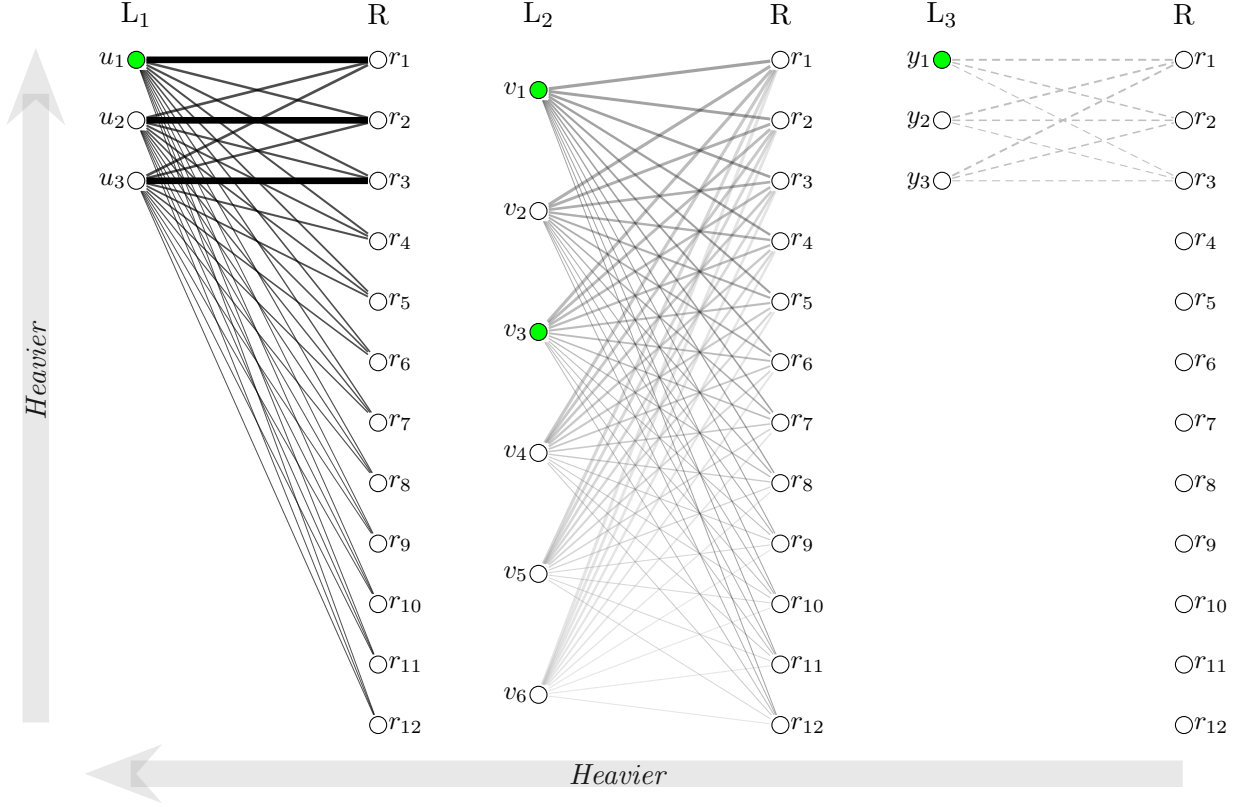 L₁ R L₂ R L₃ R
u₁ r₁ r₁ y₁ r₁
v₁
u₂ r₂ r₂ y₂ r₂
u₃ r₃ r₃ y₃ r₃
v₂
r₄ r₄ r₄
r₅ r₅ r₅
v₃
r₆ r₆ r₆
Heavier
r₇ r₇ r₇
v₄
r₈ r₈ r₈
r₉ r₉ r₉
v₅
r₁₀ r₁₀ r₁₀
r₁₁ r₁₁ r₁₁
v₆
r₁₂ r₁₂ r₁₂
Heavier